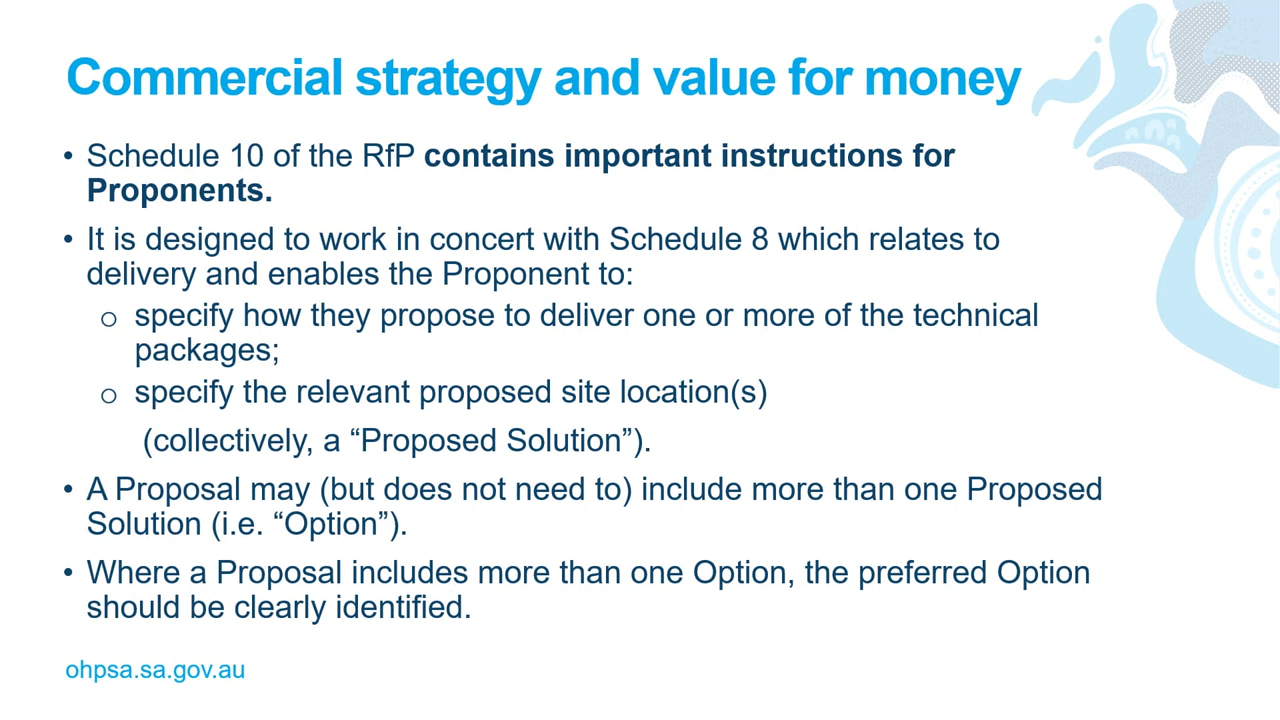 Commercial strategy and value for money
• Schedule 10 of the RfP contains important instructions for
Proponents.
• It is designed to work in concert with Schedule 8 which relates to
delivery and enables the Proponent to:
o specify how they propose to deliver one or more of the technical
packages;
o specify the relevant proposed site location(s)
(collectively, a “Proposed Solution”).
• A Proposal may (but does not need to) include more than one Proposed
Solution (i.e. “Option”).
• Where a Proposal includes more than one Option, the preferred Option
should be clearly identified.
ohpsa.sa.gov.au